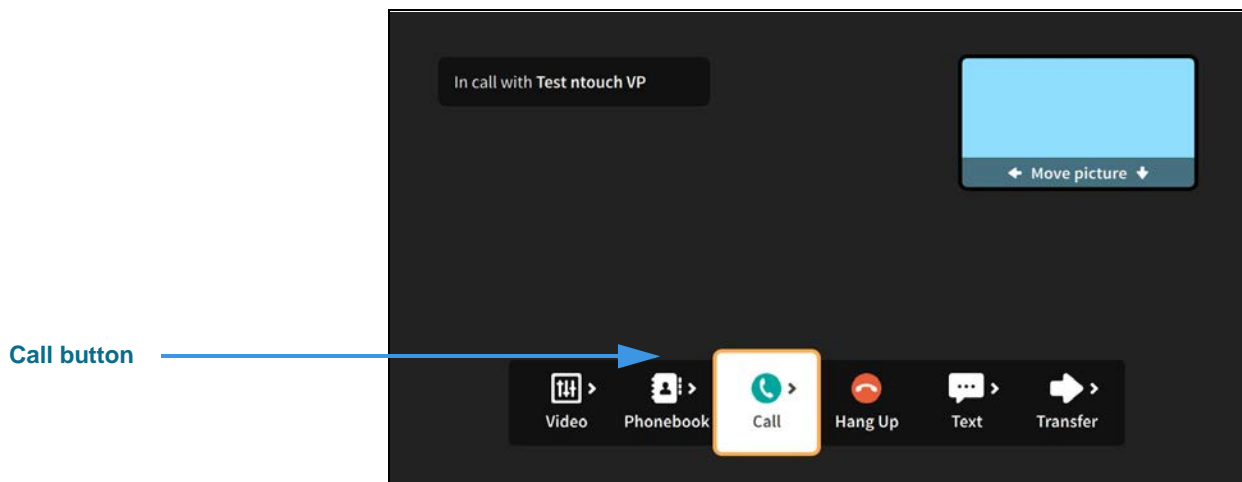 In call with Test ntouch VP
Move picture
Call button
Video Phonebook Call Hang Up Text Transfer